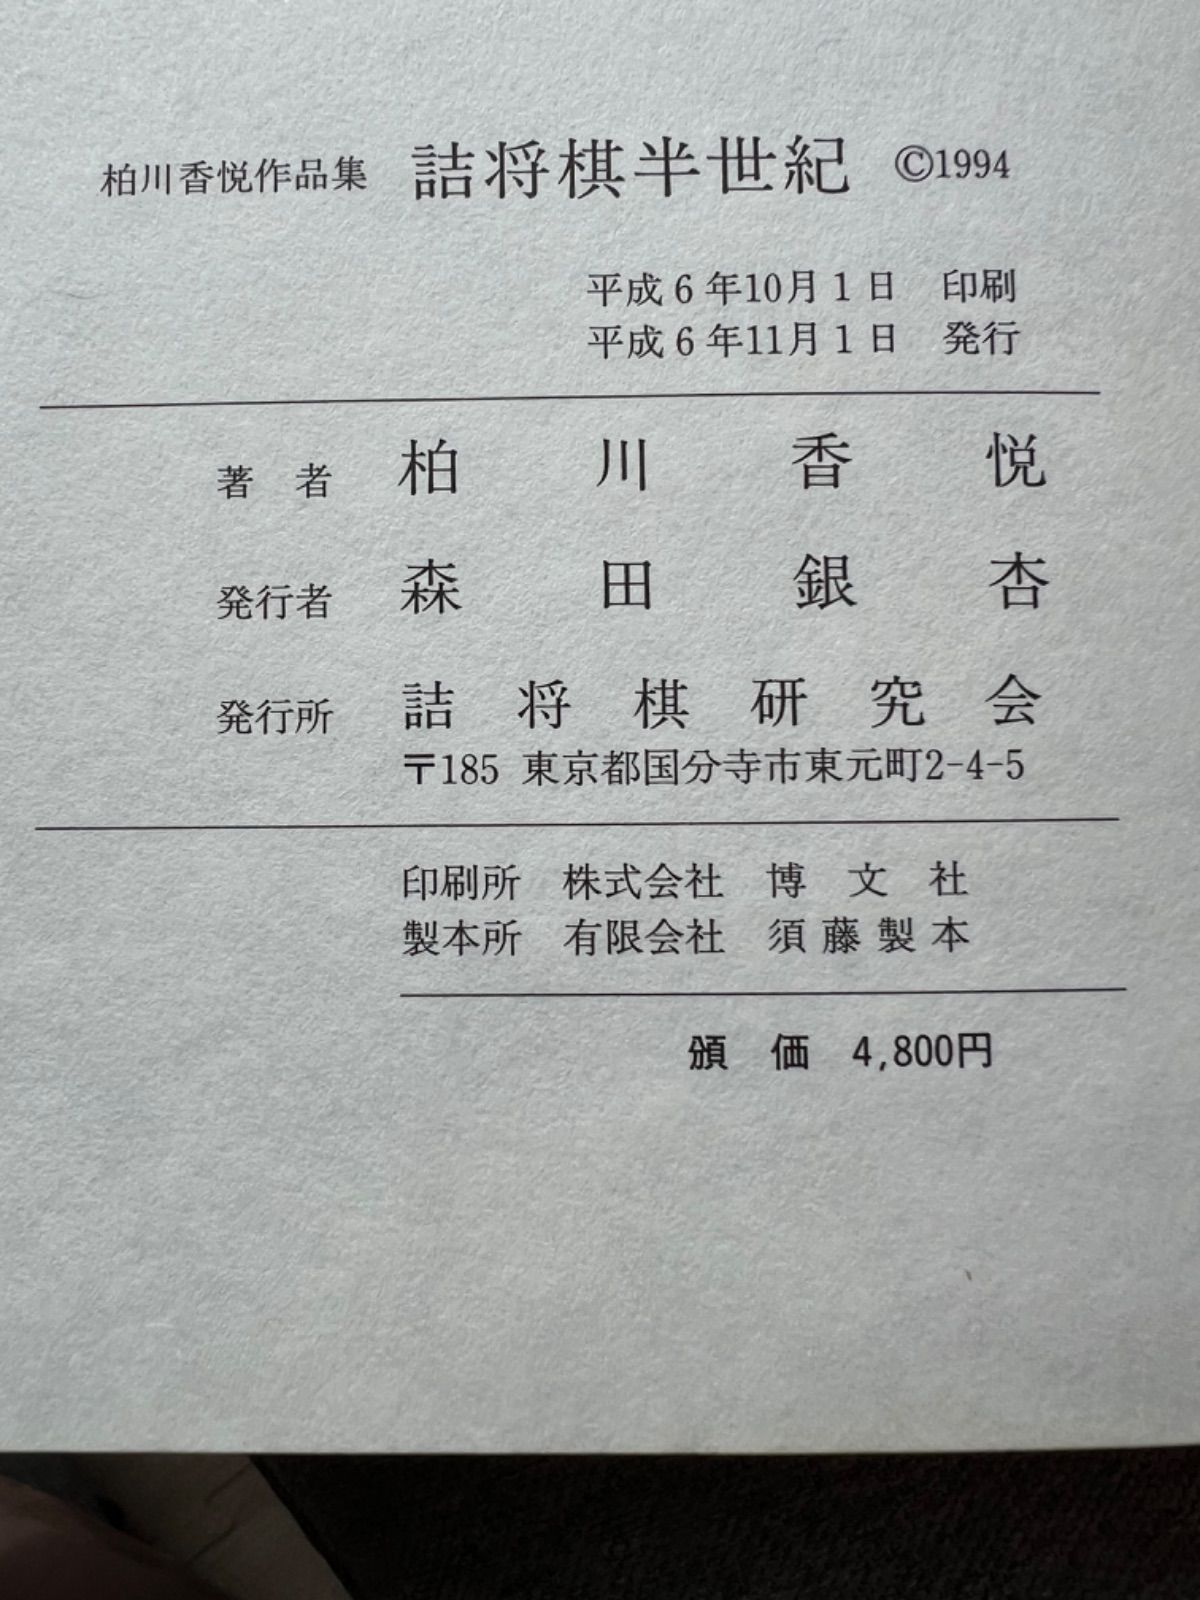 柏川香悦作品集 詰将棋半世紀 ©1994
平成6年10月1日 印刷
平成6年11月1日 発行
著者 柏川香悦
発行者 森田銀杏
発行所 詰将棋研究会
〒185 東京都国分寺市東元町2-4-5
印刷所 株式会社 博文社
製本所 有限会社 須藤製本
頒価 4,800円